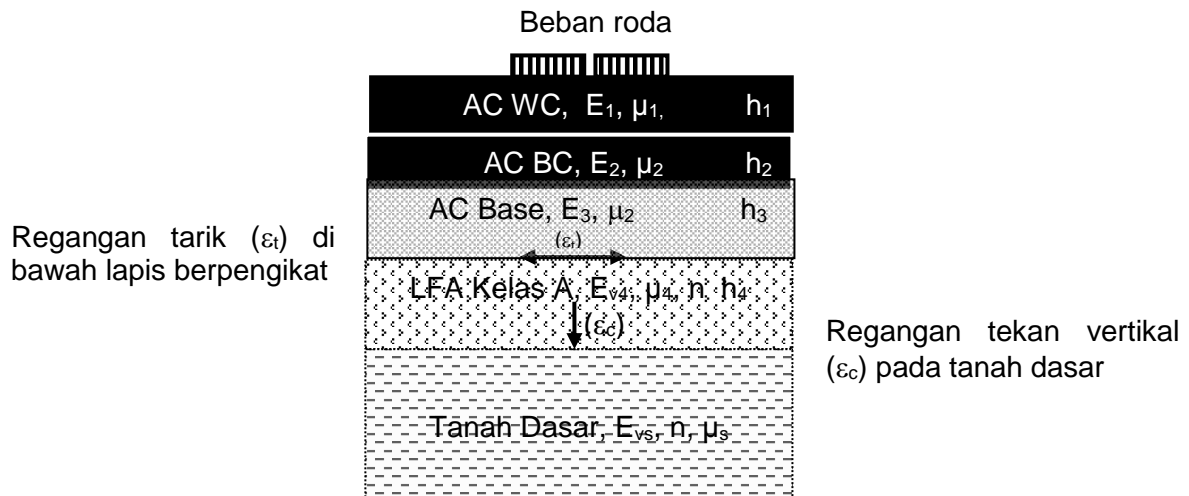 Beban roda
AC WC, E₁, µ₁, h₁
AC BC, E₂, µ₂ h₂
AC Base, E₃, µ₂ h₃
(εₜ)
Regangan tarik (εₜ) di
bawah lapis berpengikat
LFA Kelas A, Eᵥ₄, µ₄, n h₄
(εc)
Regangan tekan vertikal
(εc) pada tanah dasar
Tanah Dasar, Eᵥₛ, n, µₛ